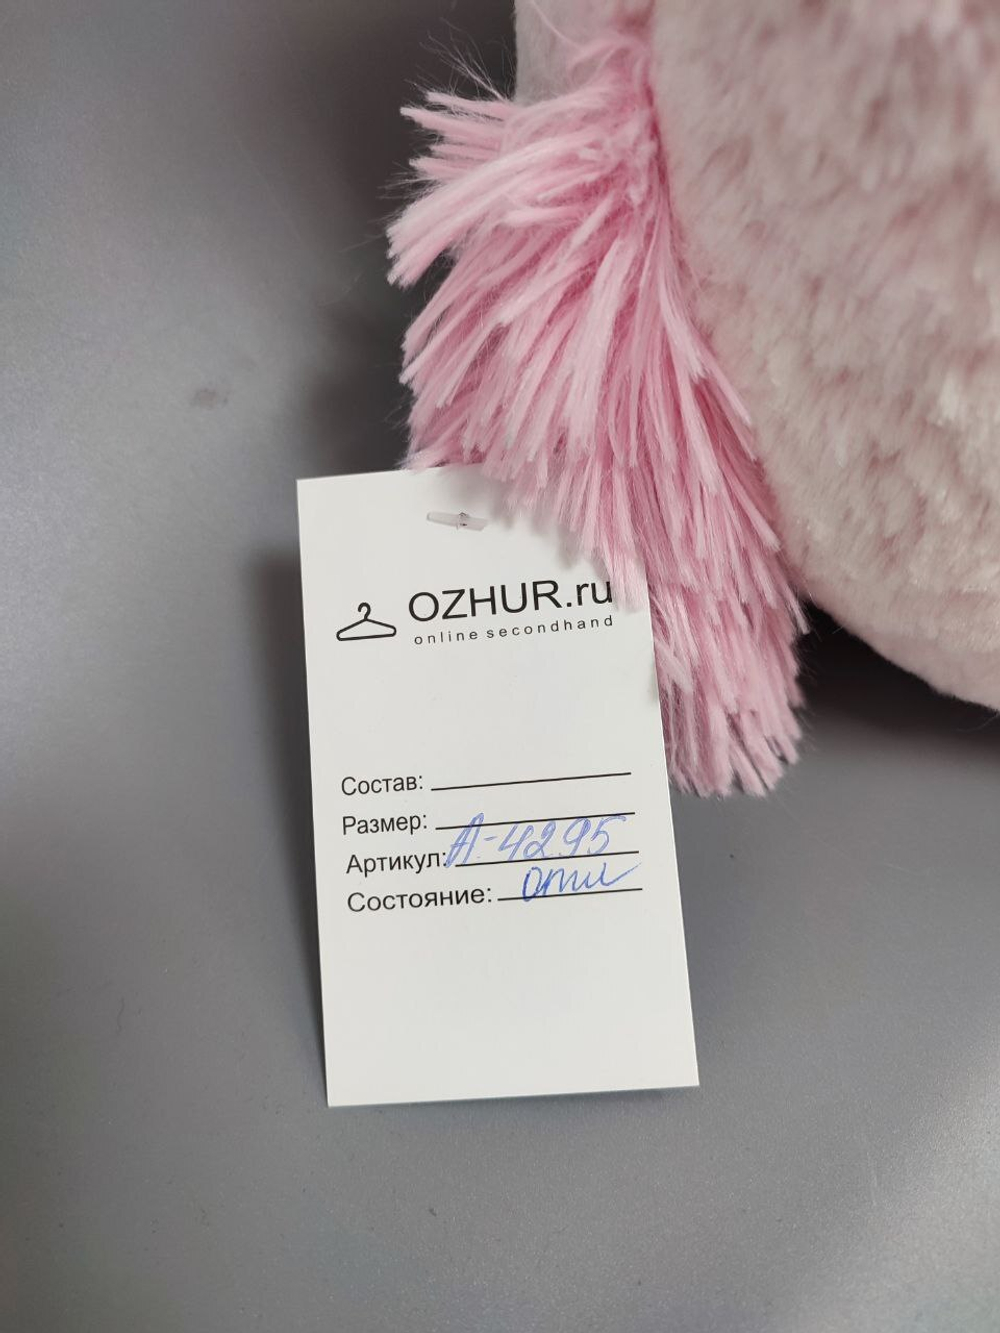 OZHUR.ru
online secondhand
Состав:
Размер:
Артикул: А-4295
Состояние: отл